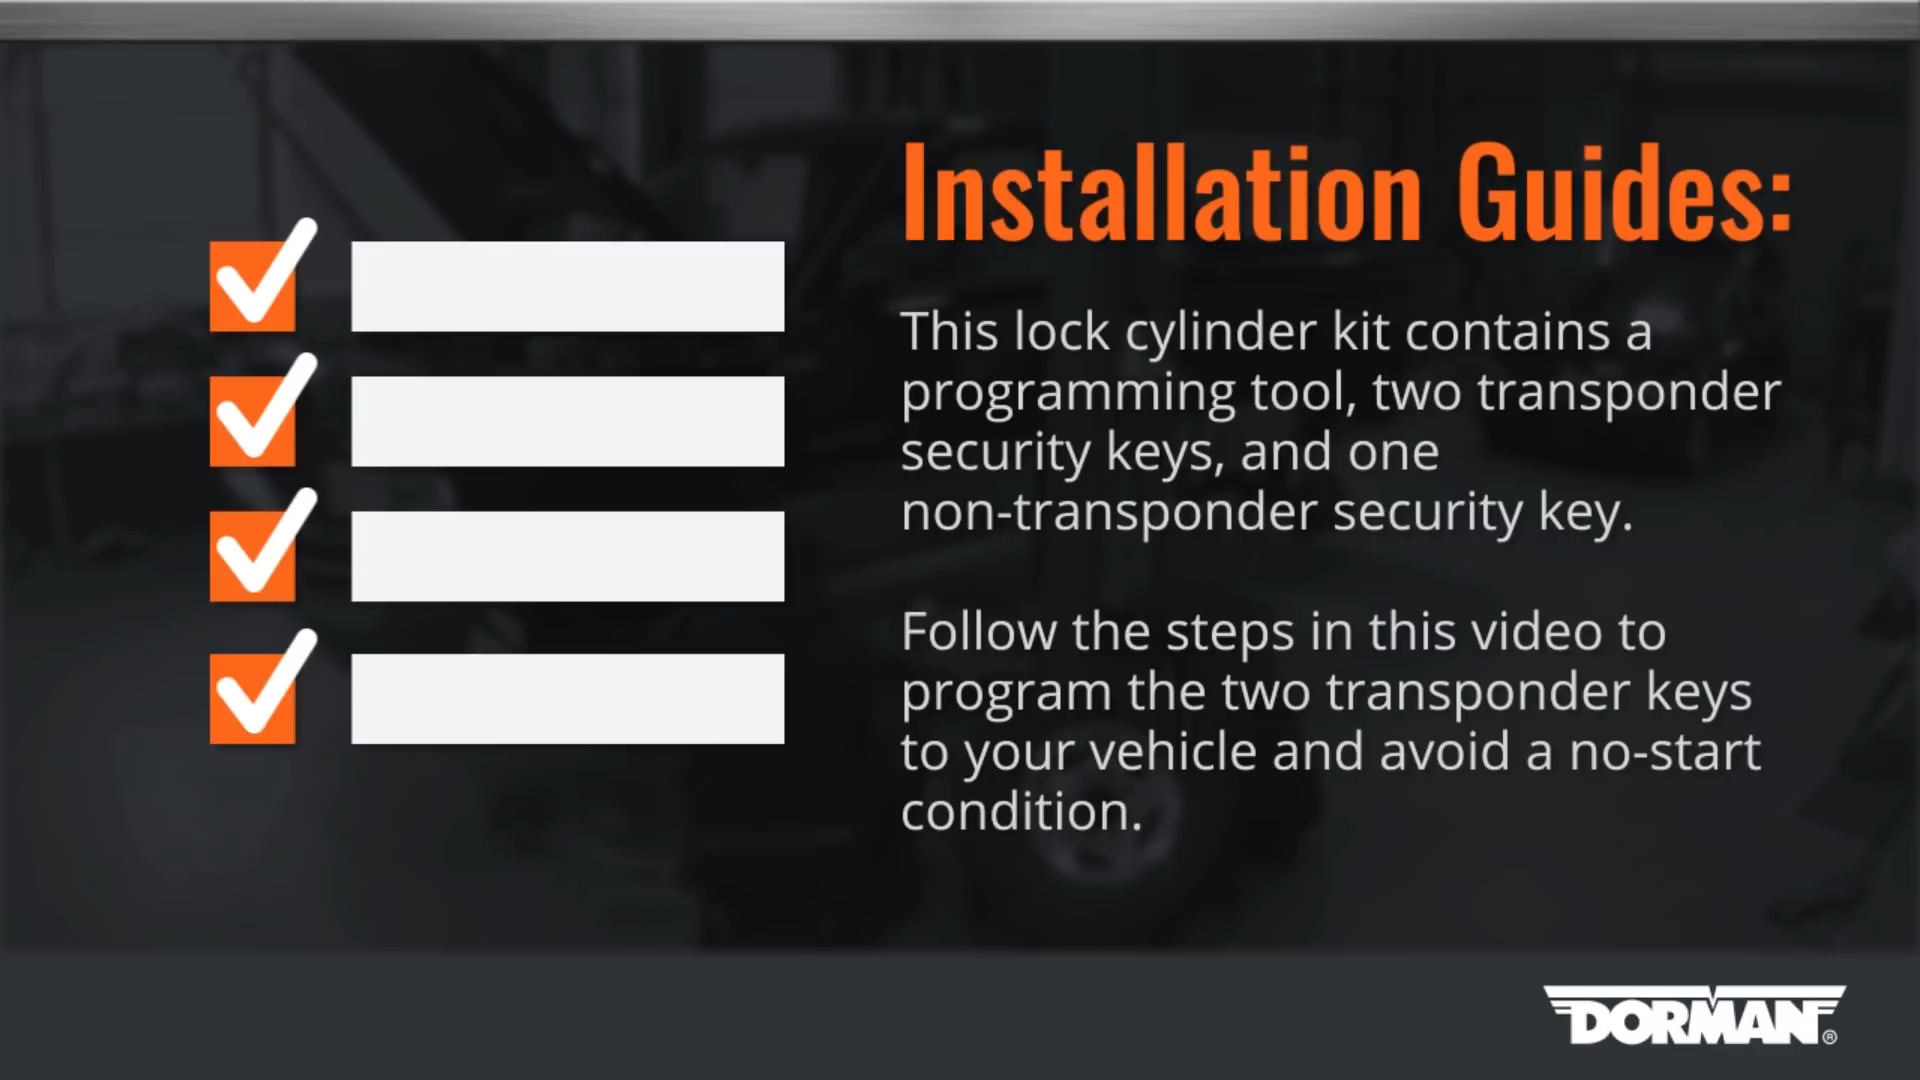 Installation Guides:
This lock cylinder kit contains a
programming tool, two transponder
security keys, and one
non-transponder security key.
Follow the steps in this video to
program the two transponder keys
to your vehicle and avoid a no-start
condition.
DORMAN®